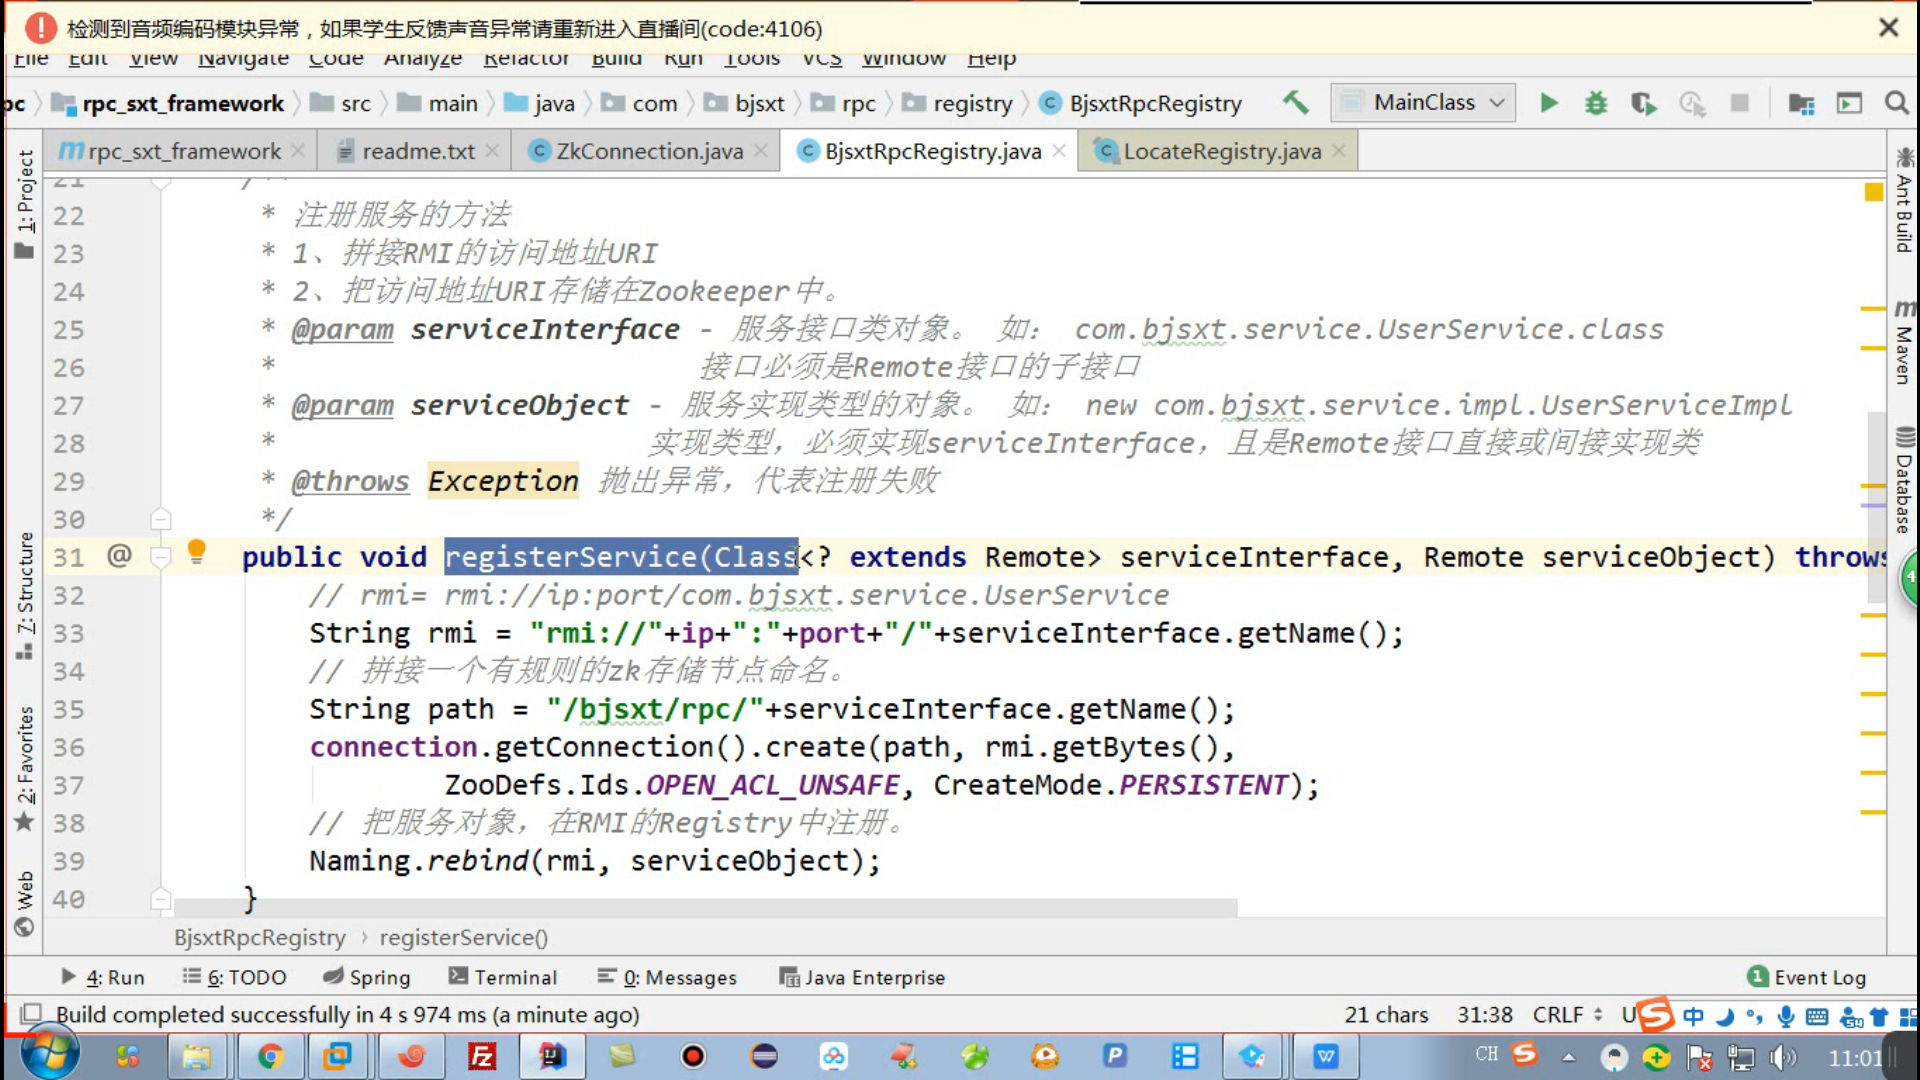 检测到音频编码模块异常，如果学生反馈声音异常请重新进入直播间(code:4106)
File Edit View Navigate Code Analyze Refactor Build Run Tools VCS Window Help
pc rpc_sxt_framework src main java com bjsxt rpc registry BjsxtRpcRegistry MainClass
rpc_sxt_framework readme.txt ZkConnection.java BjsxtRpcRegistry.java LocateRegistry.java
1: Project
7: Structure
2: Favorites
Web
Ant Build
Maven
Database
21 /**
22 * 注册服务的方法
23 * 1、拼接RMI的访问地址URI
24 * 2、把访问地址URI存储在Zookeeper中。
25 * @param serviceInterface - 服务接口类对象。 如： com.bjsxt.service.UserService.class
26 * 接口必须是Remote接口的子接口
27 * @param serviceObject - 服务实现类型的对象。 如： new com.bjsxt.service.impl.UserServiceImpl
28 * 实现类型，必须实现serviceInterface，且是Remote接口直接或间接实现类
29 * @throws Exception 抛出异常，代表注册失败
30 */
31 @ public void registerService(Class<? extends Remote> serviceInterface, Remote serviceObject) throws
32 // rmi= rmi://ip:port/com.bjsxt.service.UserService
33 String rmi = "rmi://"+ip+":"+port+"/"+serviceInterface.getName();
34 // 拼接一个有规则的zk存储节点命名。
35 String path = "/bjsxt/rpc/"+serviceInterface.getName();
36 connection.getConnection().create(path, rmi.getBytes(),
37 ZooDefs.Ids.OPEN_ACL_UNSAFE, CreateMode.PERSISTENT);
38 // 把服务对象，在RMI的Registry中注册。
39 Naming.rebind(rmi, serviceObject);
40 }
BjsxtRpcRegistry › registerService()
4: Run 6: TODO Spring Terminal 0: Messages Java Enterprise 1 Event Log
Build completed successfully in 4 s 974 ms (a minute ago) 21 chars 31:38 CRLF U 中
CH 11:01